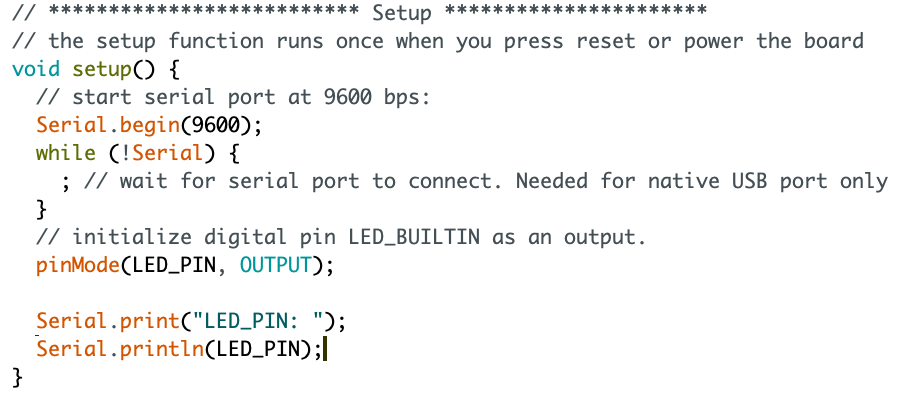 // ************************** Setup **********************
// the setup function runs once when you press reset or power the board
void setup() {
  // start serial port at 9600 bps:
  Serial.begin(9600);
  while (!Serial) {
    ; // wait for serial port to connect. Needed for native USB port only
  }
  // initialize digital pin LED_BUILTIN as an output.
  pinMode(LED_PIN, OUTPUT);

  Serial.print("LED_PIN: ");
  Serial.println(LED_PIN);
}